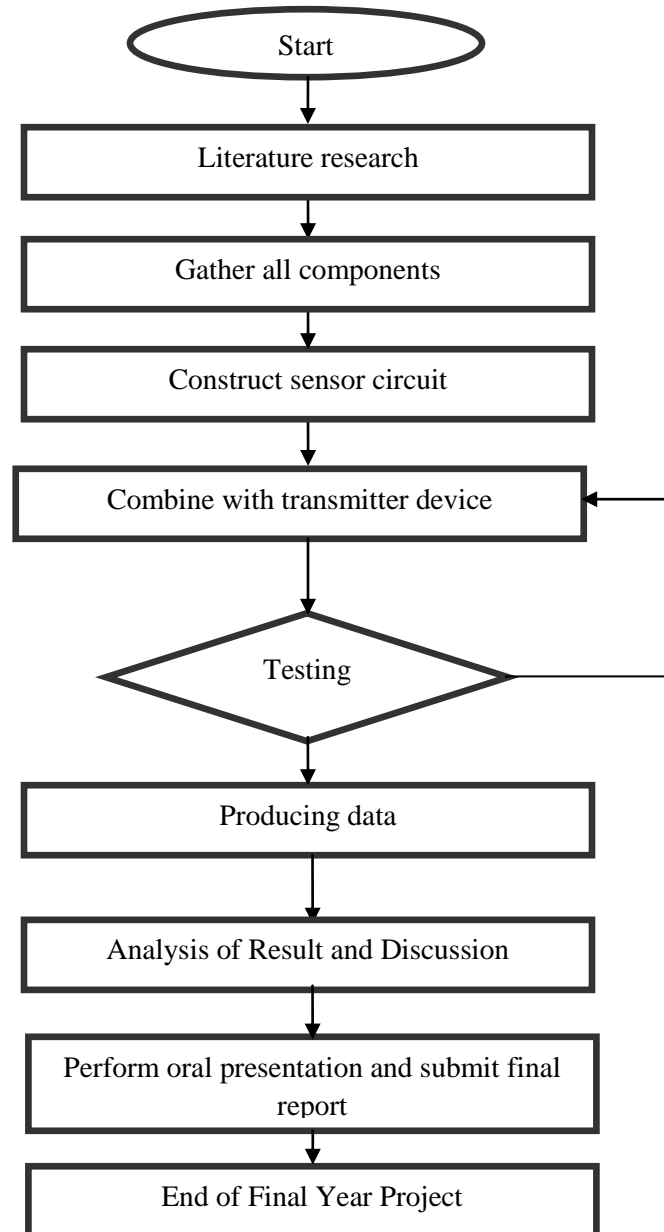 Start
Literature research
Gather all components
Construct sensor circuit
Combine with transmitter device
Testing
Producing data
Analysis of Result and Discussion
Perform oral presentation and submit final
report
End of Final Year Project